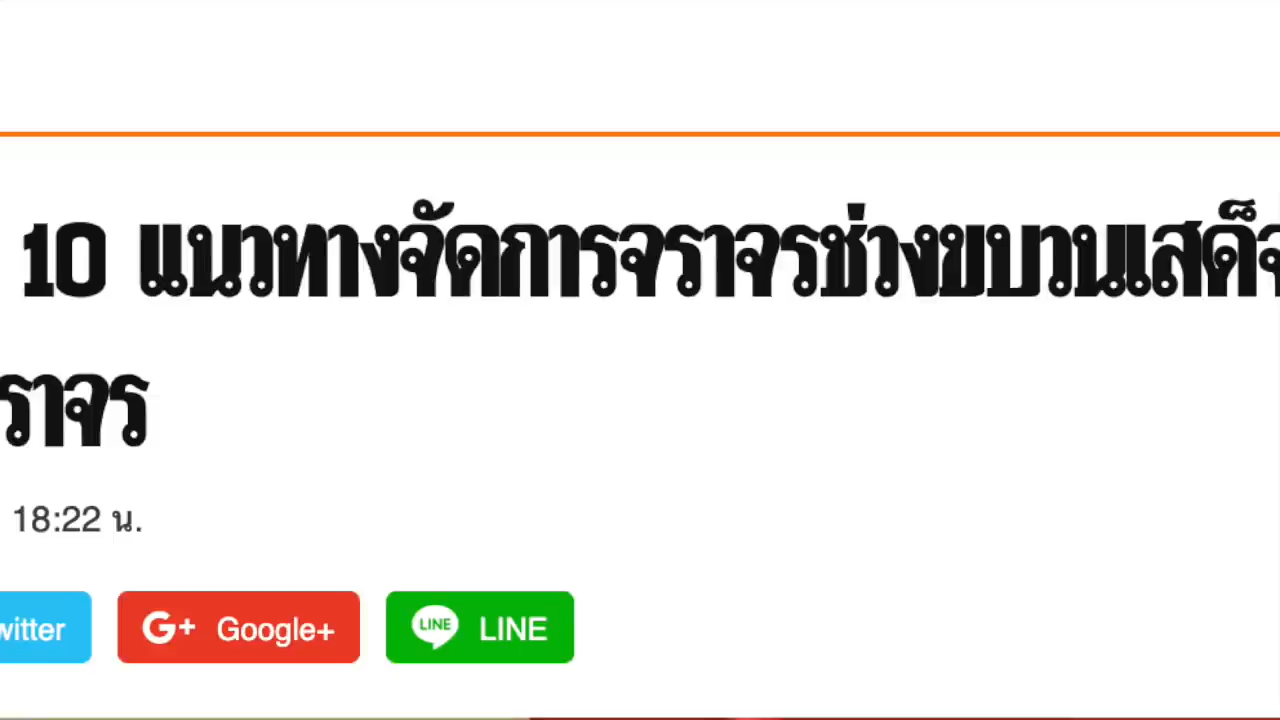 10 แนวทางจัดการจราจรช่วงขบวนเสด็จ
ราจร
18:22 น.
witter
G+ Google+
LINE LINE